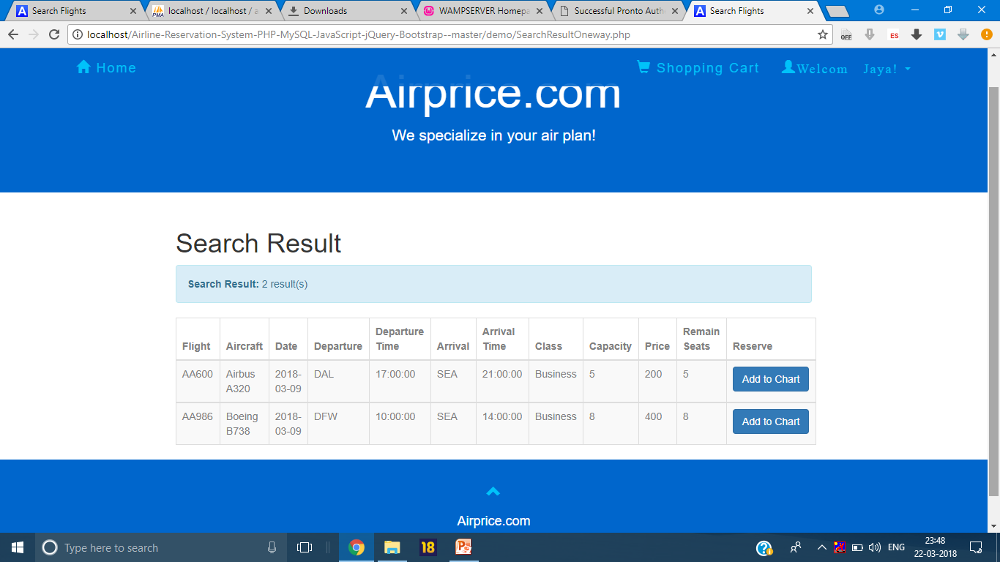 Search Flights
localhost / localhost / a
Downloads
WAMPSERVER Homepa
Successful Pronto Auth
Search Flights
localhost/Airline-Reservation-System-PHP-MySQL-JavaScript-jQuery-Bootstrap--master/demo/SearchResultOneway.php
OFF
ES
Home
Shopping Cart
Welcom Jaya!
Airprice.com
We specialize in your air plan!
Search Result
Search Result: 2 result(s)
Flight Aircraft Date Departure Departure Time Arrival Arrival Time Class Capacity Price Remain Seats Reserve
AA600 Airbus A320 2018-03-09 DAL 17:00:00 SEA 21:00:00 Business 5 200 5 Add to Chart
AA986 Boeing B738 2018-03-09 DFW 10:00:00 SEA 14:00:00 Business 8 400 8 Add to Chart
Airprice.com
Type here to search
18
ENG
23:48
22-03-2018